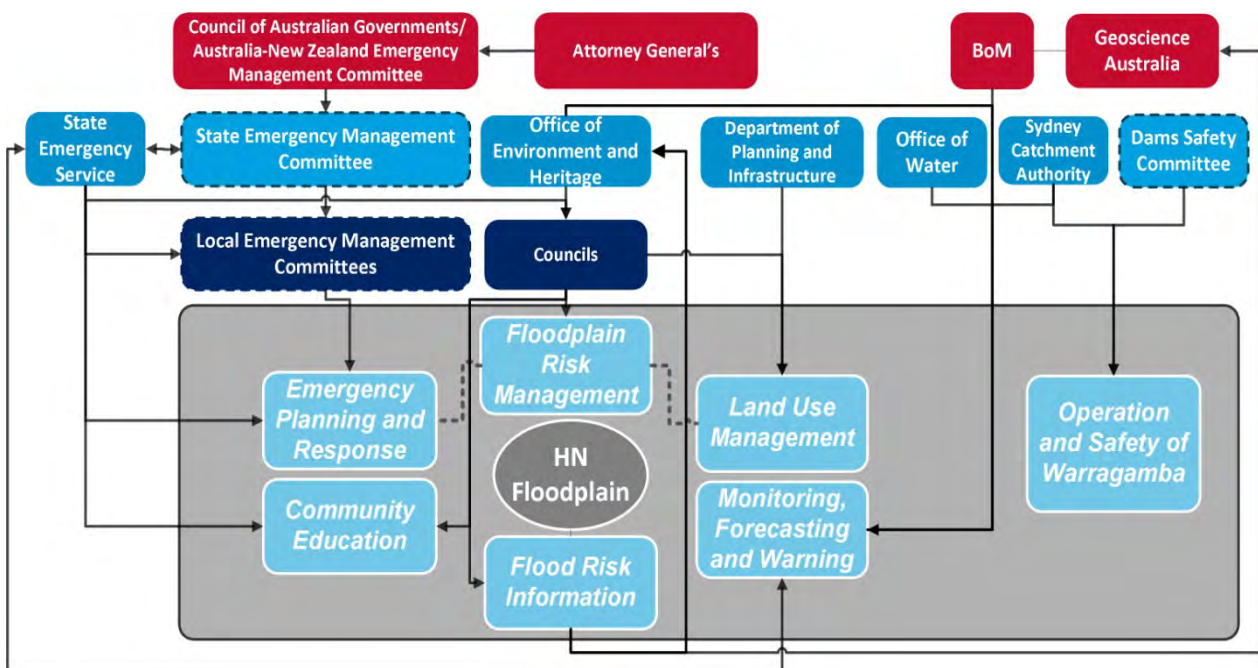 Council of Australian Governments/
Australia-New Zealand Emergency
Management Committee
Attorney General's
BoM
Geoscience
Australia
State
Emergency
Service
State Emergency Management
Committee
Office of
Environment and
Heritage
Department of
Planning and
Infrastructure
Office of
Water
Sydney
Catchment
Authority
Dams Safety
Committee
Local Emergency Management
Committees
Councils
Floodplain
Risk
Management
Emergency
Planning and
Response
Land Use
Management
Operation
and Safety of
Warragamba
HN
Floodplain
Community
Education
Monitoring,
Forecasting
and Warning
Flood Risk
Information